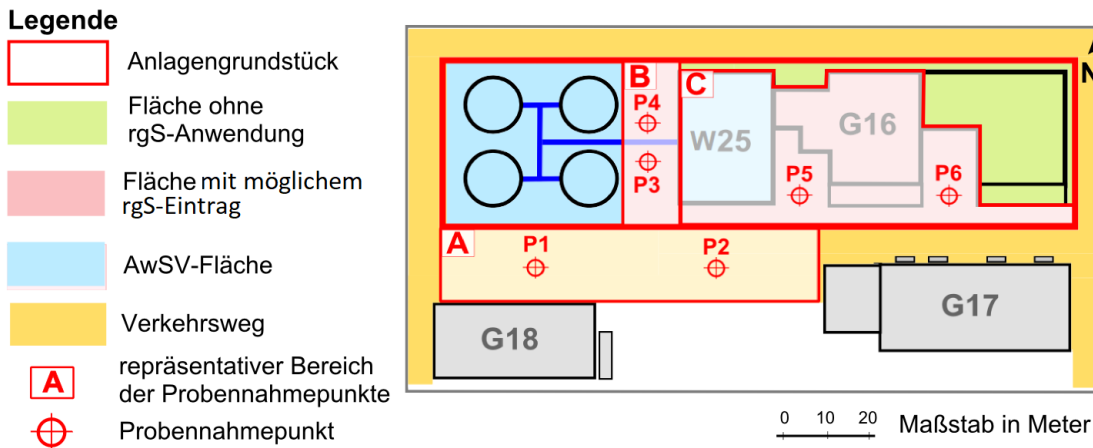 Legende
Anlagengrundstück
Fläche ohne
rgS-Anwendung
Fläche mit möglichem
rgS-Eintrag
AwSV-Fläche
Verkehrsweg
A
repräsentativer Bereich
der Probennahmepunkte
Probennahmepunkt
N
B
C
P4
P3
W25
G16
P5
P6
A
P1
P2
G18
G17
0 10 20
Maßstab in Meter